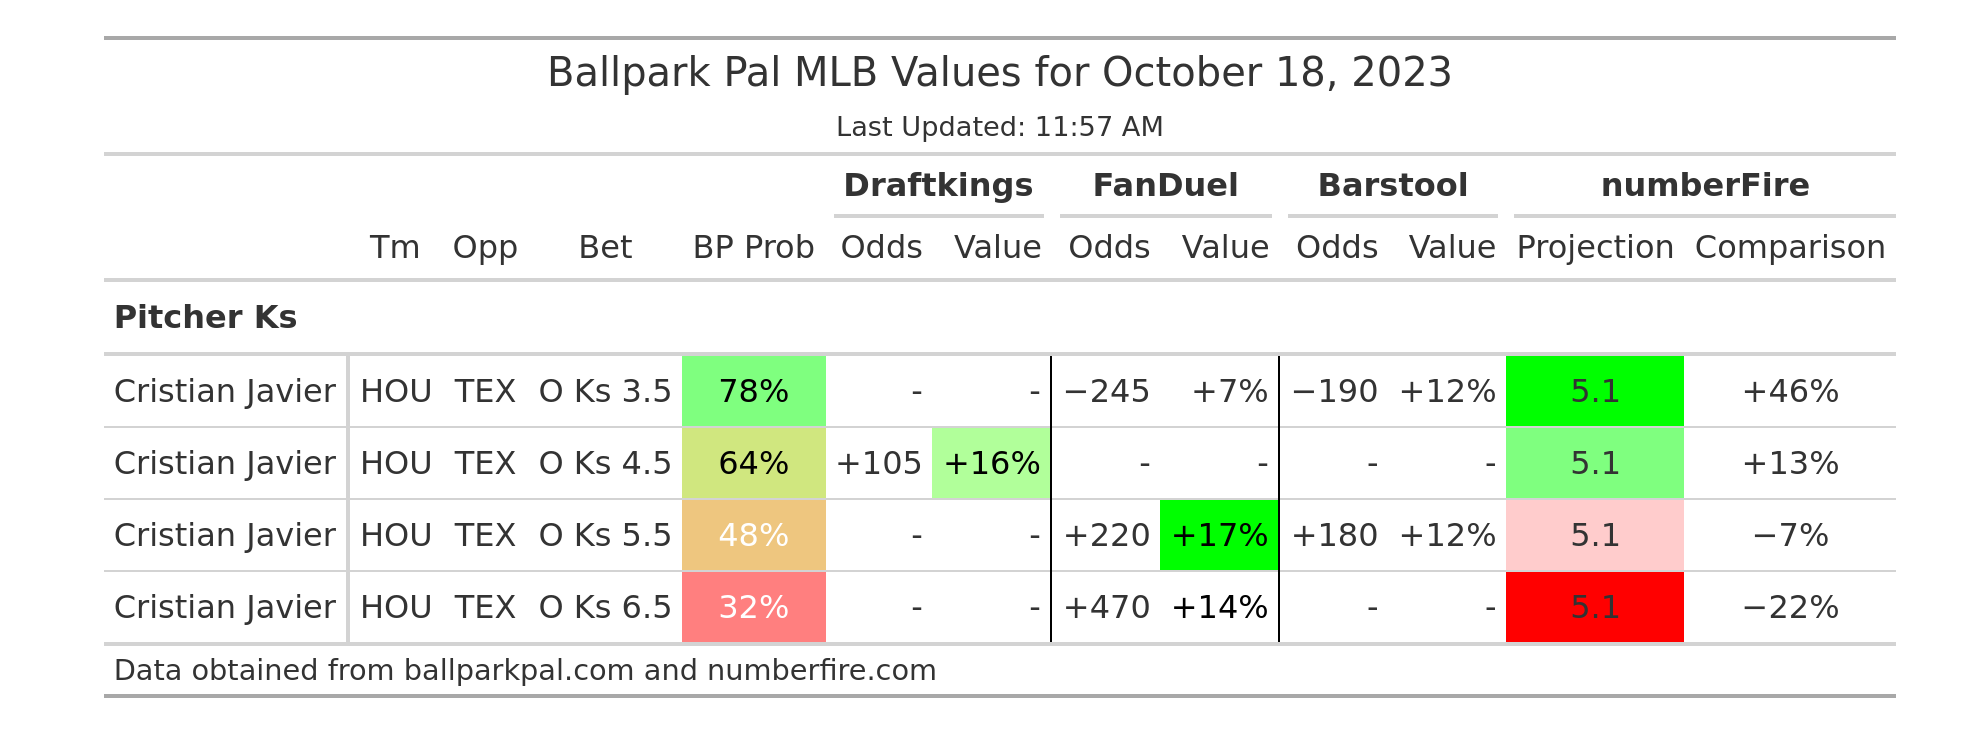 Ballpark Pal MLB Values for October 18, 2023
Last Updated: 11:57 AM
Draftkings FanDuel Barstool numberFire
Tm Opp Bet BP Prob Odds Value Odds Value Odds Value Projection Comparison
Pitcher Ks
Cristian Javier HOU TEX O Ks 3.5 78% - - −245 +7% −190 +12% 5.1 +46%
Cristian Javier HOU TEX O Ks 4.5 64% +105 +16% - - - - 5.1 +13%
Cristian Javier HOU TEX O Ks 5.5 48% - - +220 +17% +180 +12% 5.1 −7%
Cristian Javier HOU TEX O Ks 6.5 32% - - +470 +14% - - 5.1 −22%
Data obtained from ballparkpal.com and numberfire.com